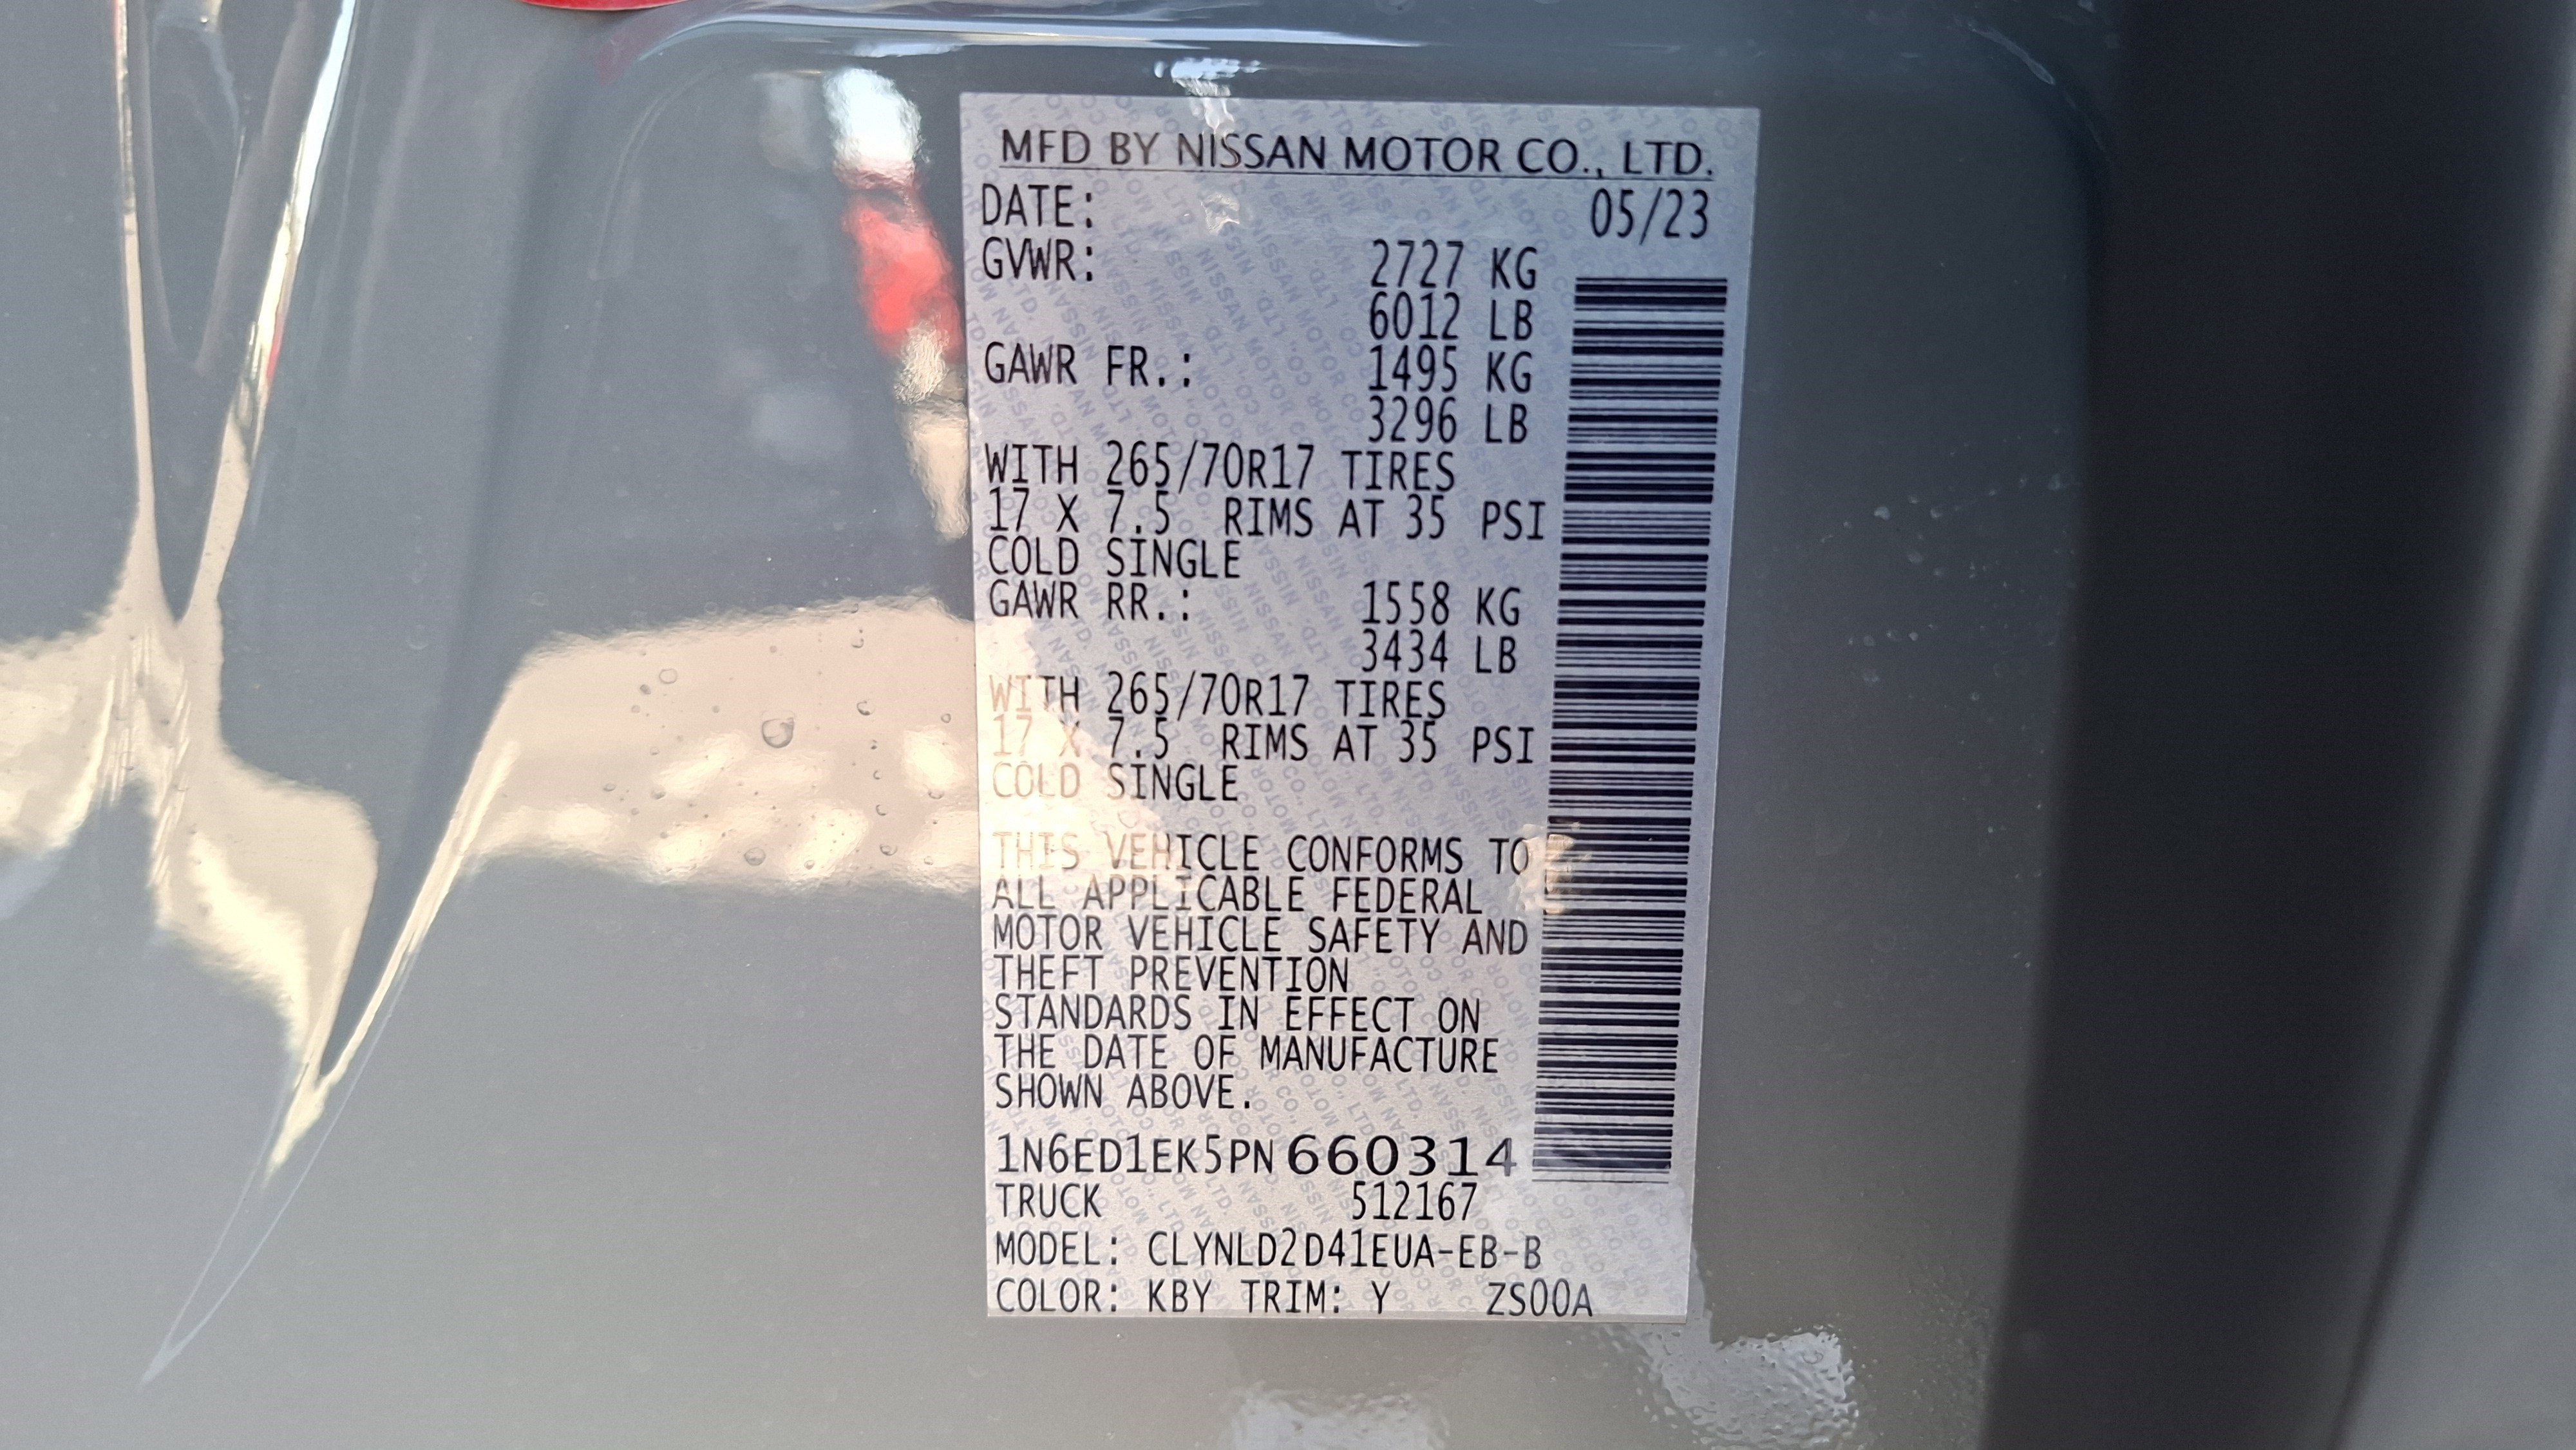 MFD BY NISSAN MOTOR CO., LTD.
DATE: 05/23
GVWR: 2727 KG
6012 LB
GAWR FR.: 1495 KG
3296 LB
WITH 265/70R17 TIRES
17 X 7.5 RIMS AT 35 PSI
COLD SINGLE
GAWR RR.: 1558 KG
3434 LB
WITH 265/70R17 TIRES
17 X 7.5 RIMS AT 35 PSI
COLD SINGLE
THIS VEHICLE CONFORMS TO
ALL APPLICABLE FEDERAL
MOTOR VEHICLE SAFETY AND
THEFT PREVENTION
STANDARDS IN EFFECT ON
THE DATE OF MANUFACTURE
SHOWN ABOVE.
1N6ED1EK5PN660314
TRUCK 512167
MODEL: CLYNLD2D41EUA-EB-B
COLOR: KBY TRIM: Y ZS00A